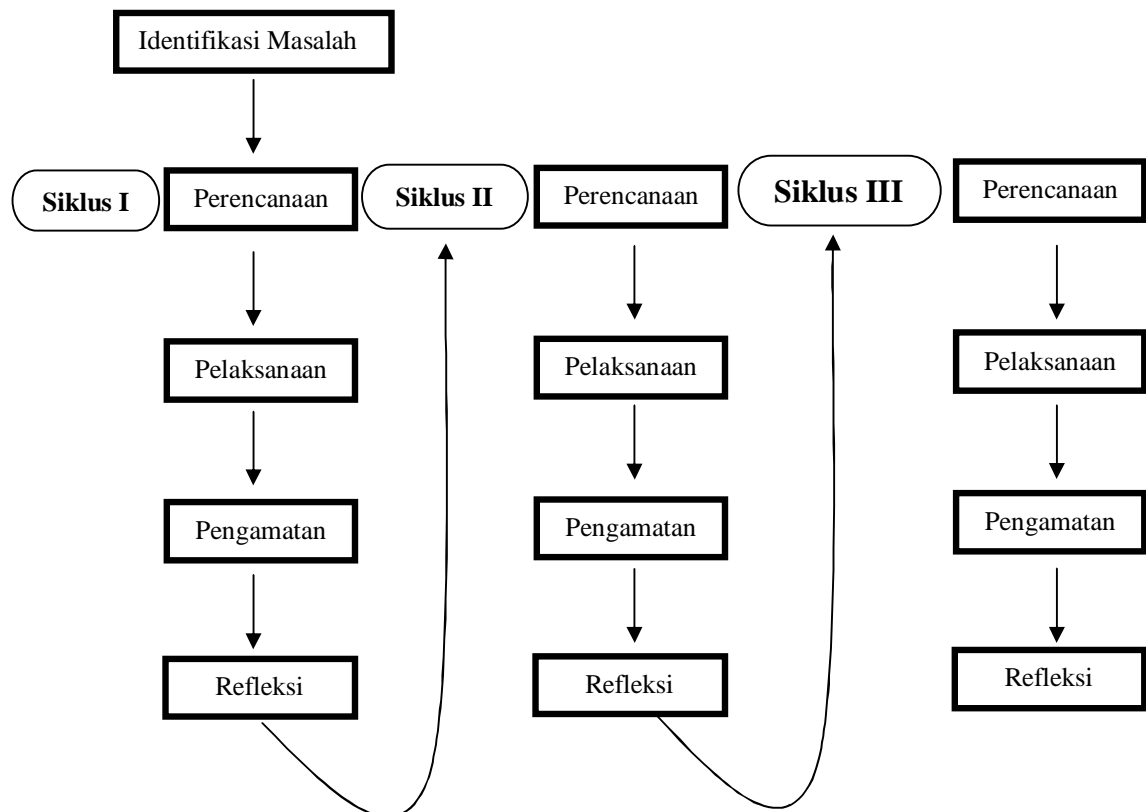 Identifikasi Masalah
Siklus I
Perencanaan
Siklus II
Perencanaan
Siklus III
Perencanaan
Pelaksanaan
Pelaksanaan
Pelaksanaan
Pengamatan
Pengamatan
Pengamatan
Refleksi
Refleksi
Refleksi